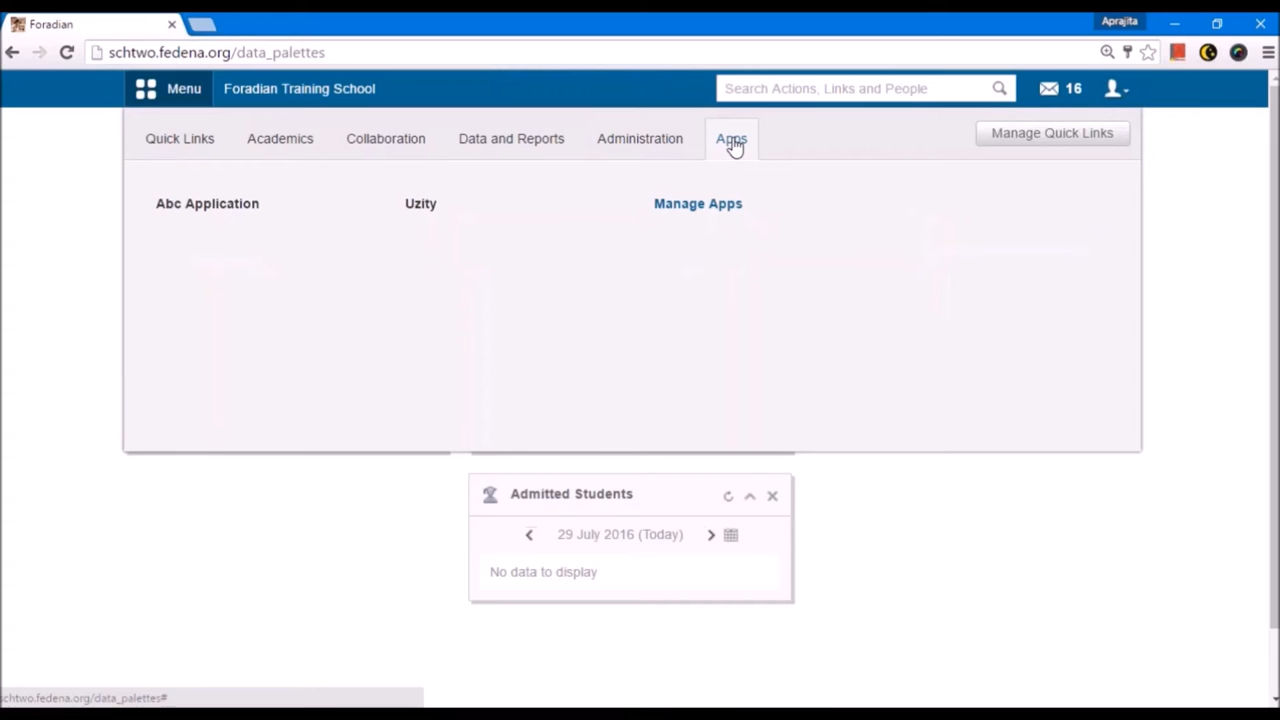 Foradian
Aprajita
schtwo.fedena.org/data_palettes
Menu
Foradian Training School
Search Actions, Links and People
16
Quick Links
Academics
Collaboration
Data and Reports
Administration
Apps
Manage Quick Links
Abc Application
Uzity
Manage Apps
Admitted Students
29 July 2016 (Today)
No data to display
schtwo.fedena.org/data_palettes#